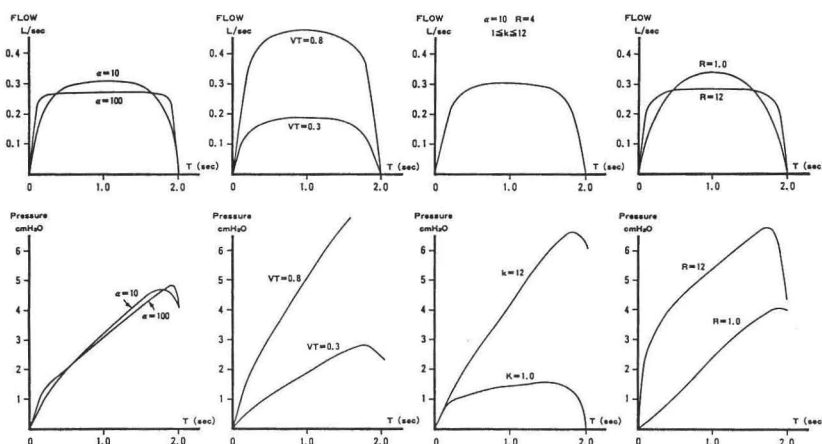 FLOW
L/sec
0.4
0.3
0.2
0.1
α=10
α=100
T (sec)
0
1.0
2.0
FLOW
L/sec
0.4
0.3
0.2
0.1
VT=0.8
VT=0.3
T (sec)
0
1.0
2.0
FLOW
L/sec
α=10 R=4
1≤k≤12
0.4
0.3
0.2
0.1
T (sec)
0
1.0
2.0
FLOW
L/sec
0.4
0.3
0.2
0.1
R=1.0
R=12
T (sec)
0
1.0
2.0
Pressure
cmH₂O
6
5
4
3
2
1
α=10
α=100
T (sec)
0
1.0
2.0
Pressure
cmH₂O
6
5
4
3
2
1
VT=0.8
VT=0.3
T (sec)
0
1.0
2.0
Pressure
cmH₂O
6
5
4
3
2
1
k=12
K=1.0
T (sec)
0
1.0
2.0
Pressure
cmH₂O
6
5
4
3
2
1
R=12
R=1.0
T (sec)
0
1.0
2.0